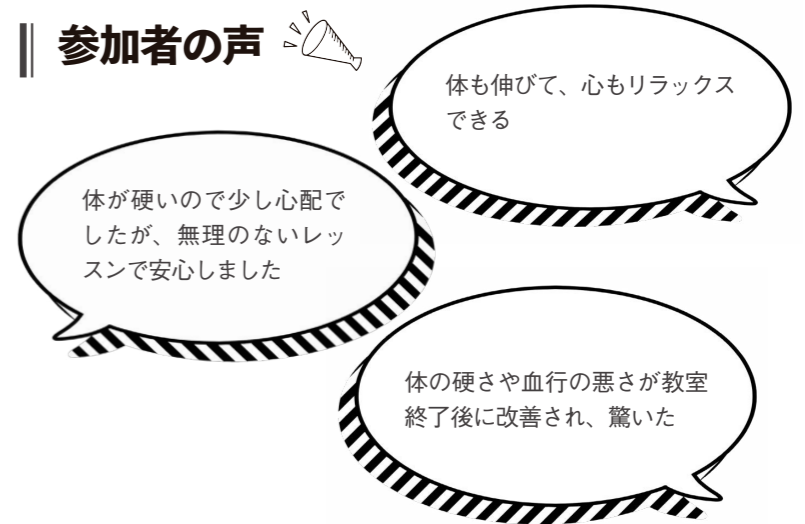 参加者の声
体も伸びて、心もリラックス
できる
体が硬いので少し心配で
したが、無理のないレッ
スンで安心しました
体の硬さや血行の悪さが教室
終了後に改善され、驚いた